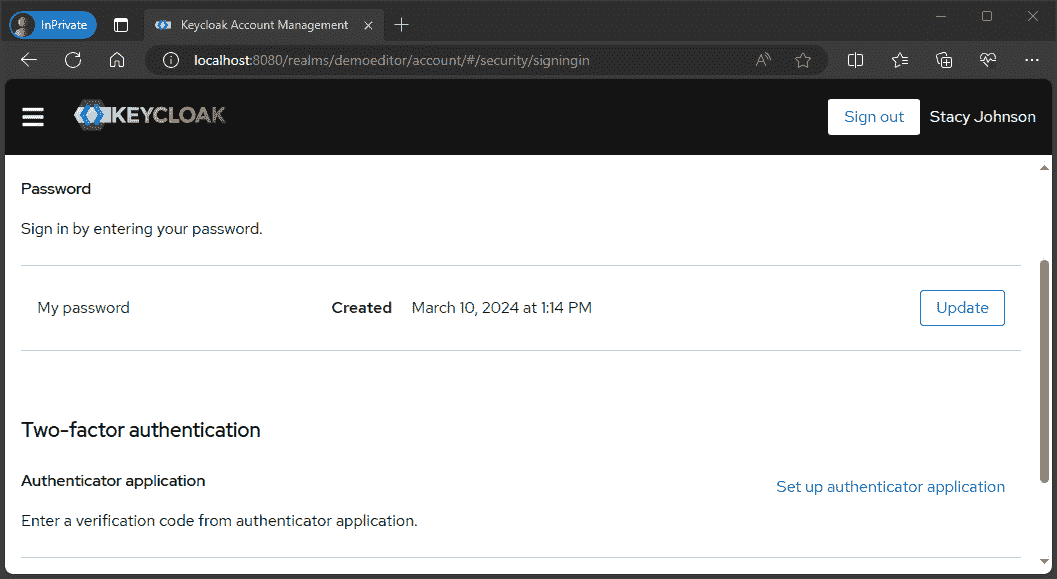 InPrivate
Keycloak Account Management
localhost:8080/realms/demoeditor/account/#/security/signingin
KEYCLOAK
Sign out
Stacy Johnson
Password
Sign in by entering your password.
My password Created March 10, 2024 at 1:14 PM Update
Two-factor authentication
Authenticator application
Set up authenticator application
Enter a verification code from authenticator application.